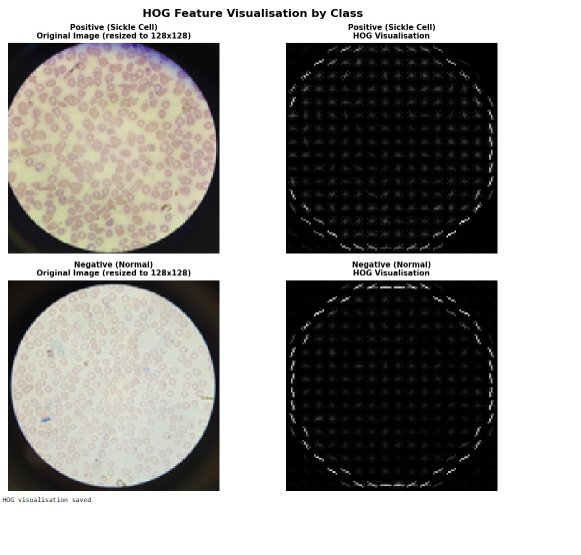 HOG Feature Visualisation by Class
Positive (Sickle Cell)
Original Image (resized to 128x128)
Positive (Sickle Cell)
HOG Visualisation
Negative (Normal)
Original Image (resized to 128x128)
Negative (Normal)
HOG Visualisation
HOG visualisation saved